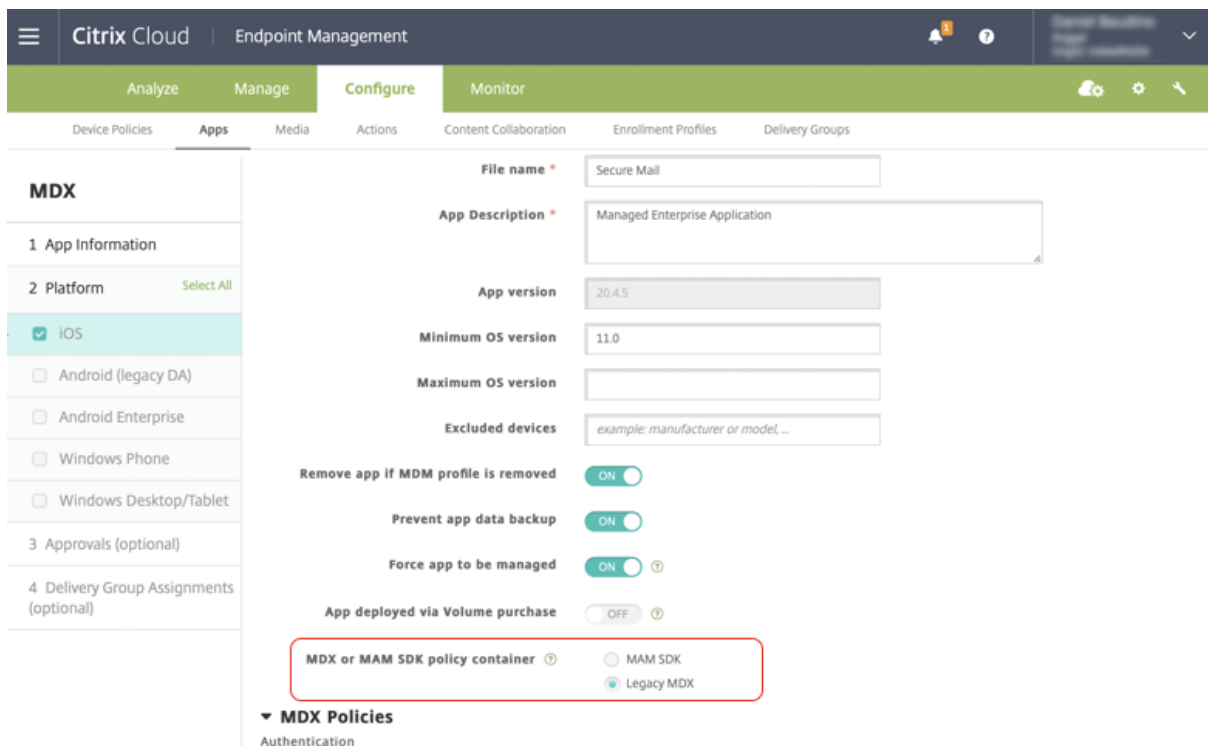 Citrix Cloud | Endpoint Management
1
?
Analyze Manage Configure Monitor
Device Policies Apps Media Actions Content Collaboration Enrollment Profiles Delivery Groups
MDX
1 App Information
2 Platform Select All
iOS
Android (legacy DA)
Android Enterprise
Windows Phone
Windows Desktop/Tablet
3 Approvals (optional)
4 Delivery Group Assignments
(optional)
File name * Secure Mail
App Description * Managed Enterprise Application
App version 20.4.5
Minimum OS version 11.0
Maximum OS version
Excluded devices example: manufacturer or model, ...
Remove app if MDM profile is removed ON
Prevent app data backup ON
Force app to be managed ON ?
App deployed via Volume purchase OFF ?
MDX or MAM SDK policy container ? MAM SDK
Legacy MDX
MDX Policies
Authentication